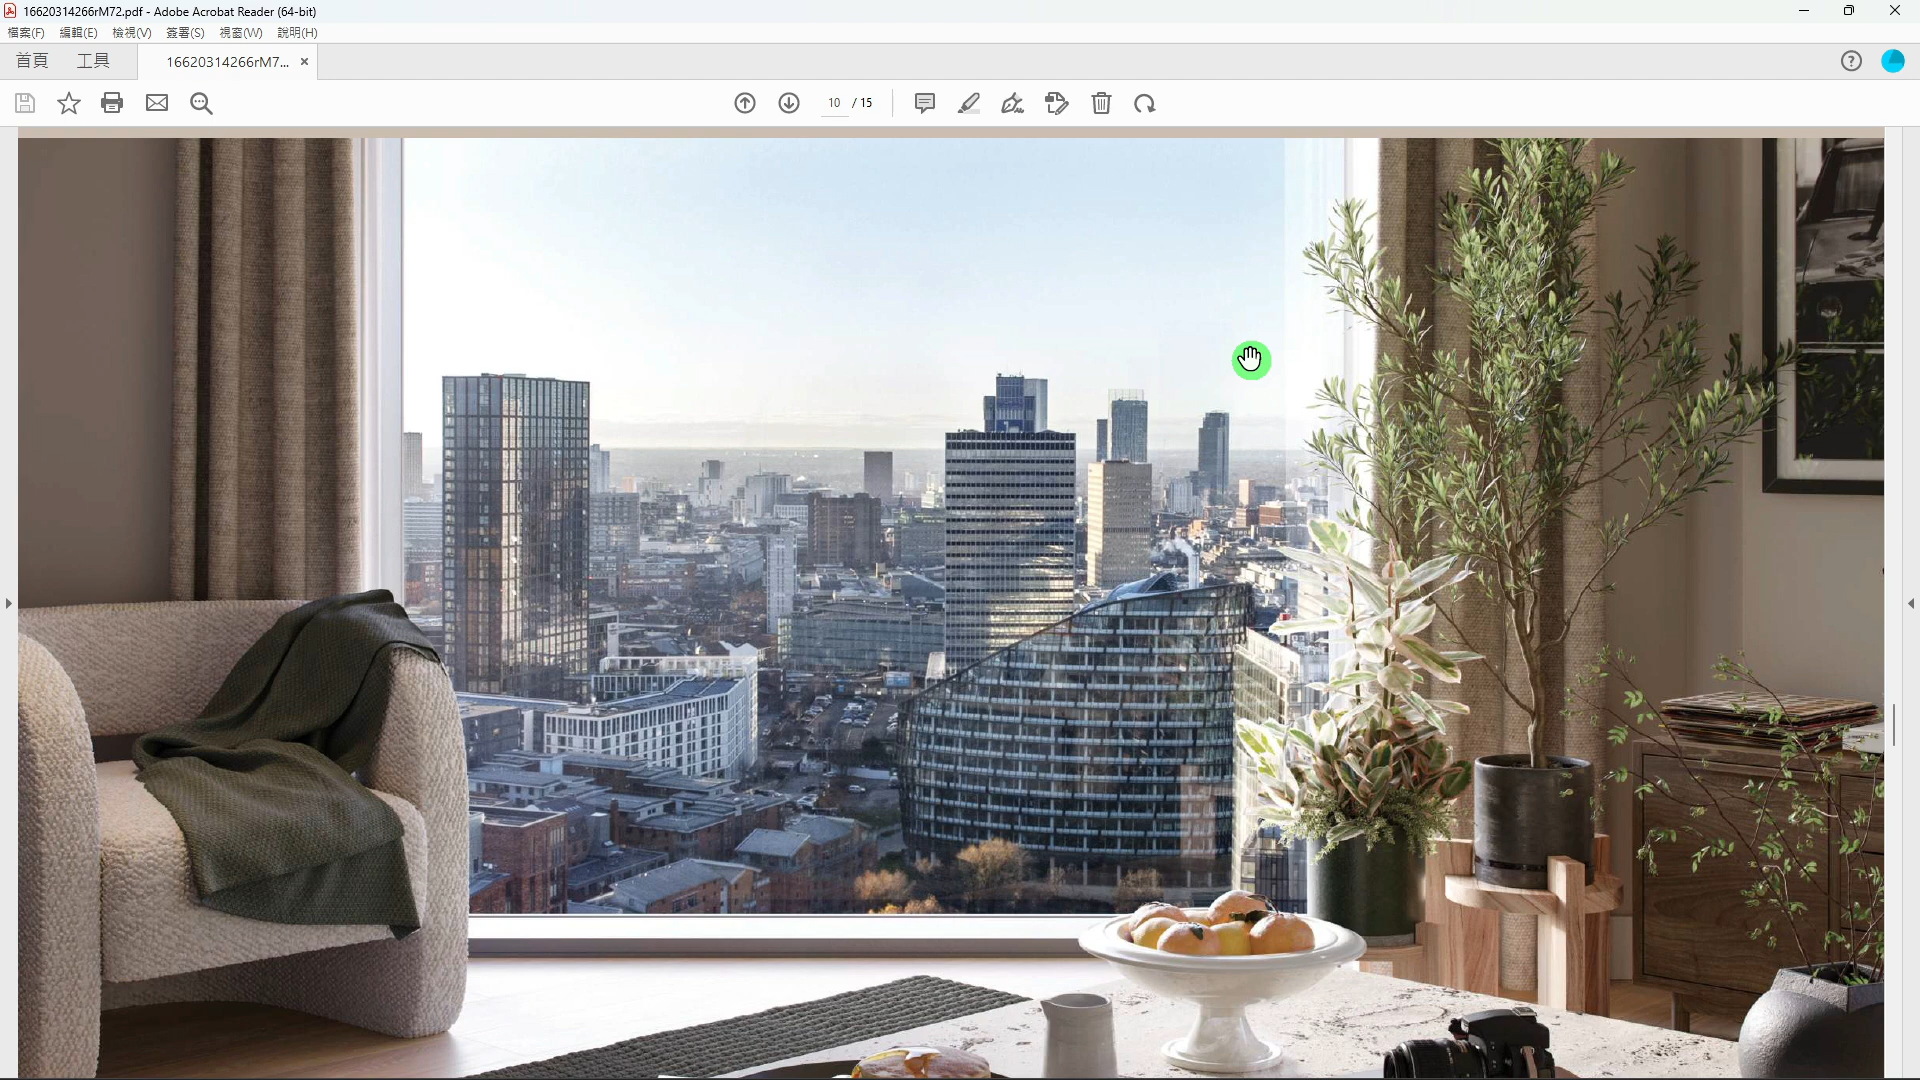 16620314266rM72.pdf - Adobe Acrobat Reader (64-bit)
檔案(F) 編輯(E) 檢視(V) 簽署(S) 視窗(W) 說明(H)
首頁 工具 16620314266rM7... ×
10 / 15